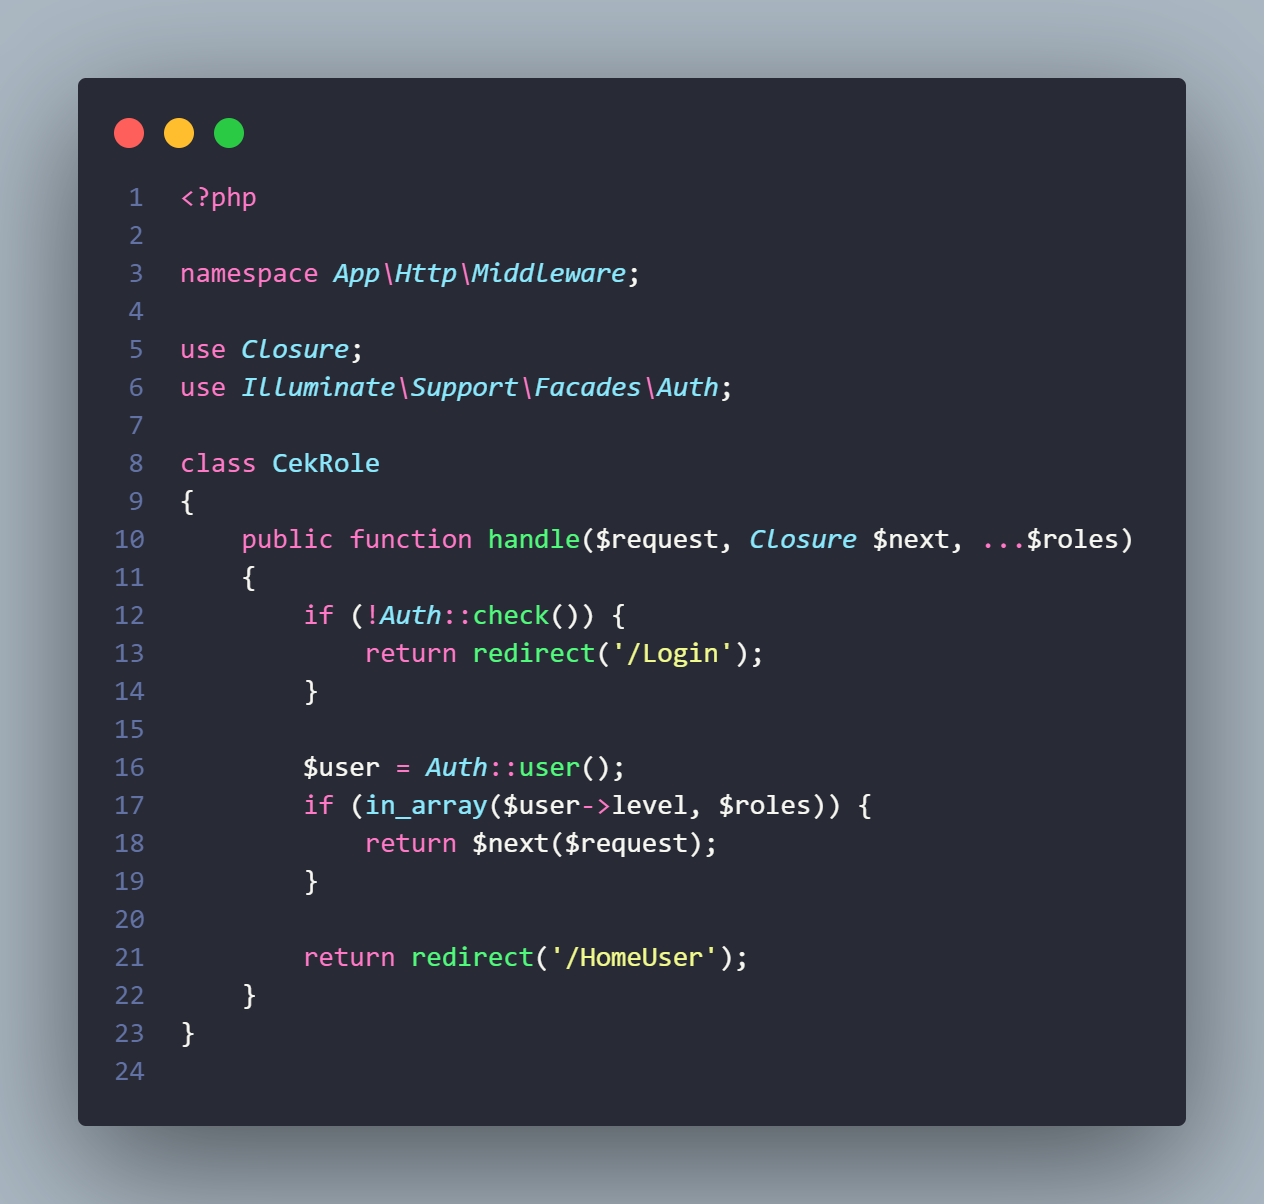 1 <?php
2
3 namespace App\Http\Middleware;
4
5 use Closure;
6 use Illuminate\Support\Facades\Auth;
7
8 class CekRole
9 {
10     public function handle($request, Closure $next, ...$roles)
11     {
12         if (!Auth::check()) {
13             return redirect('/Login');
14         }
15
16         $user = Auth::user();
17         if (in_array($user->level, $roles)) {
18             return $next($request);
19         }
20
21         return redirect('/HomeUser');
22     }
23 }
24